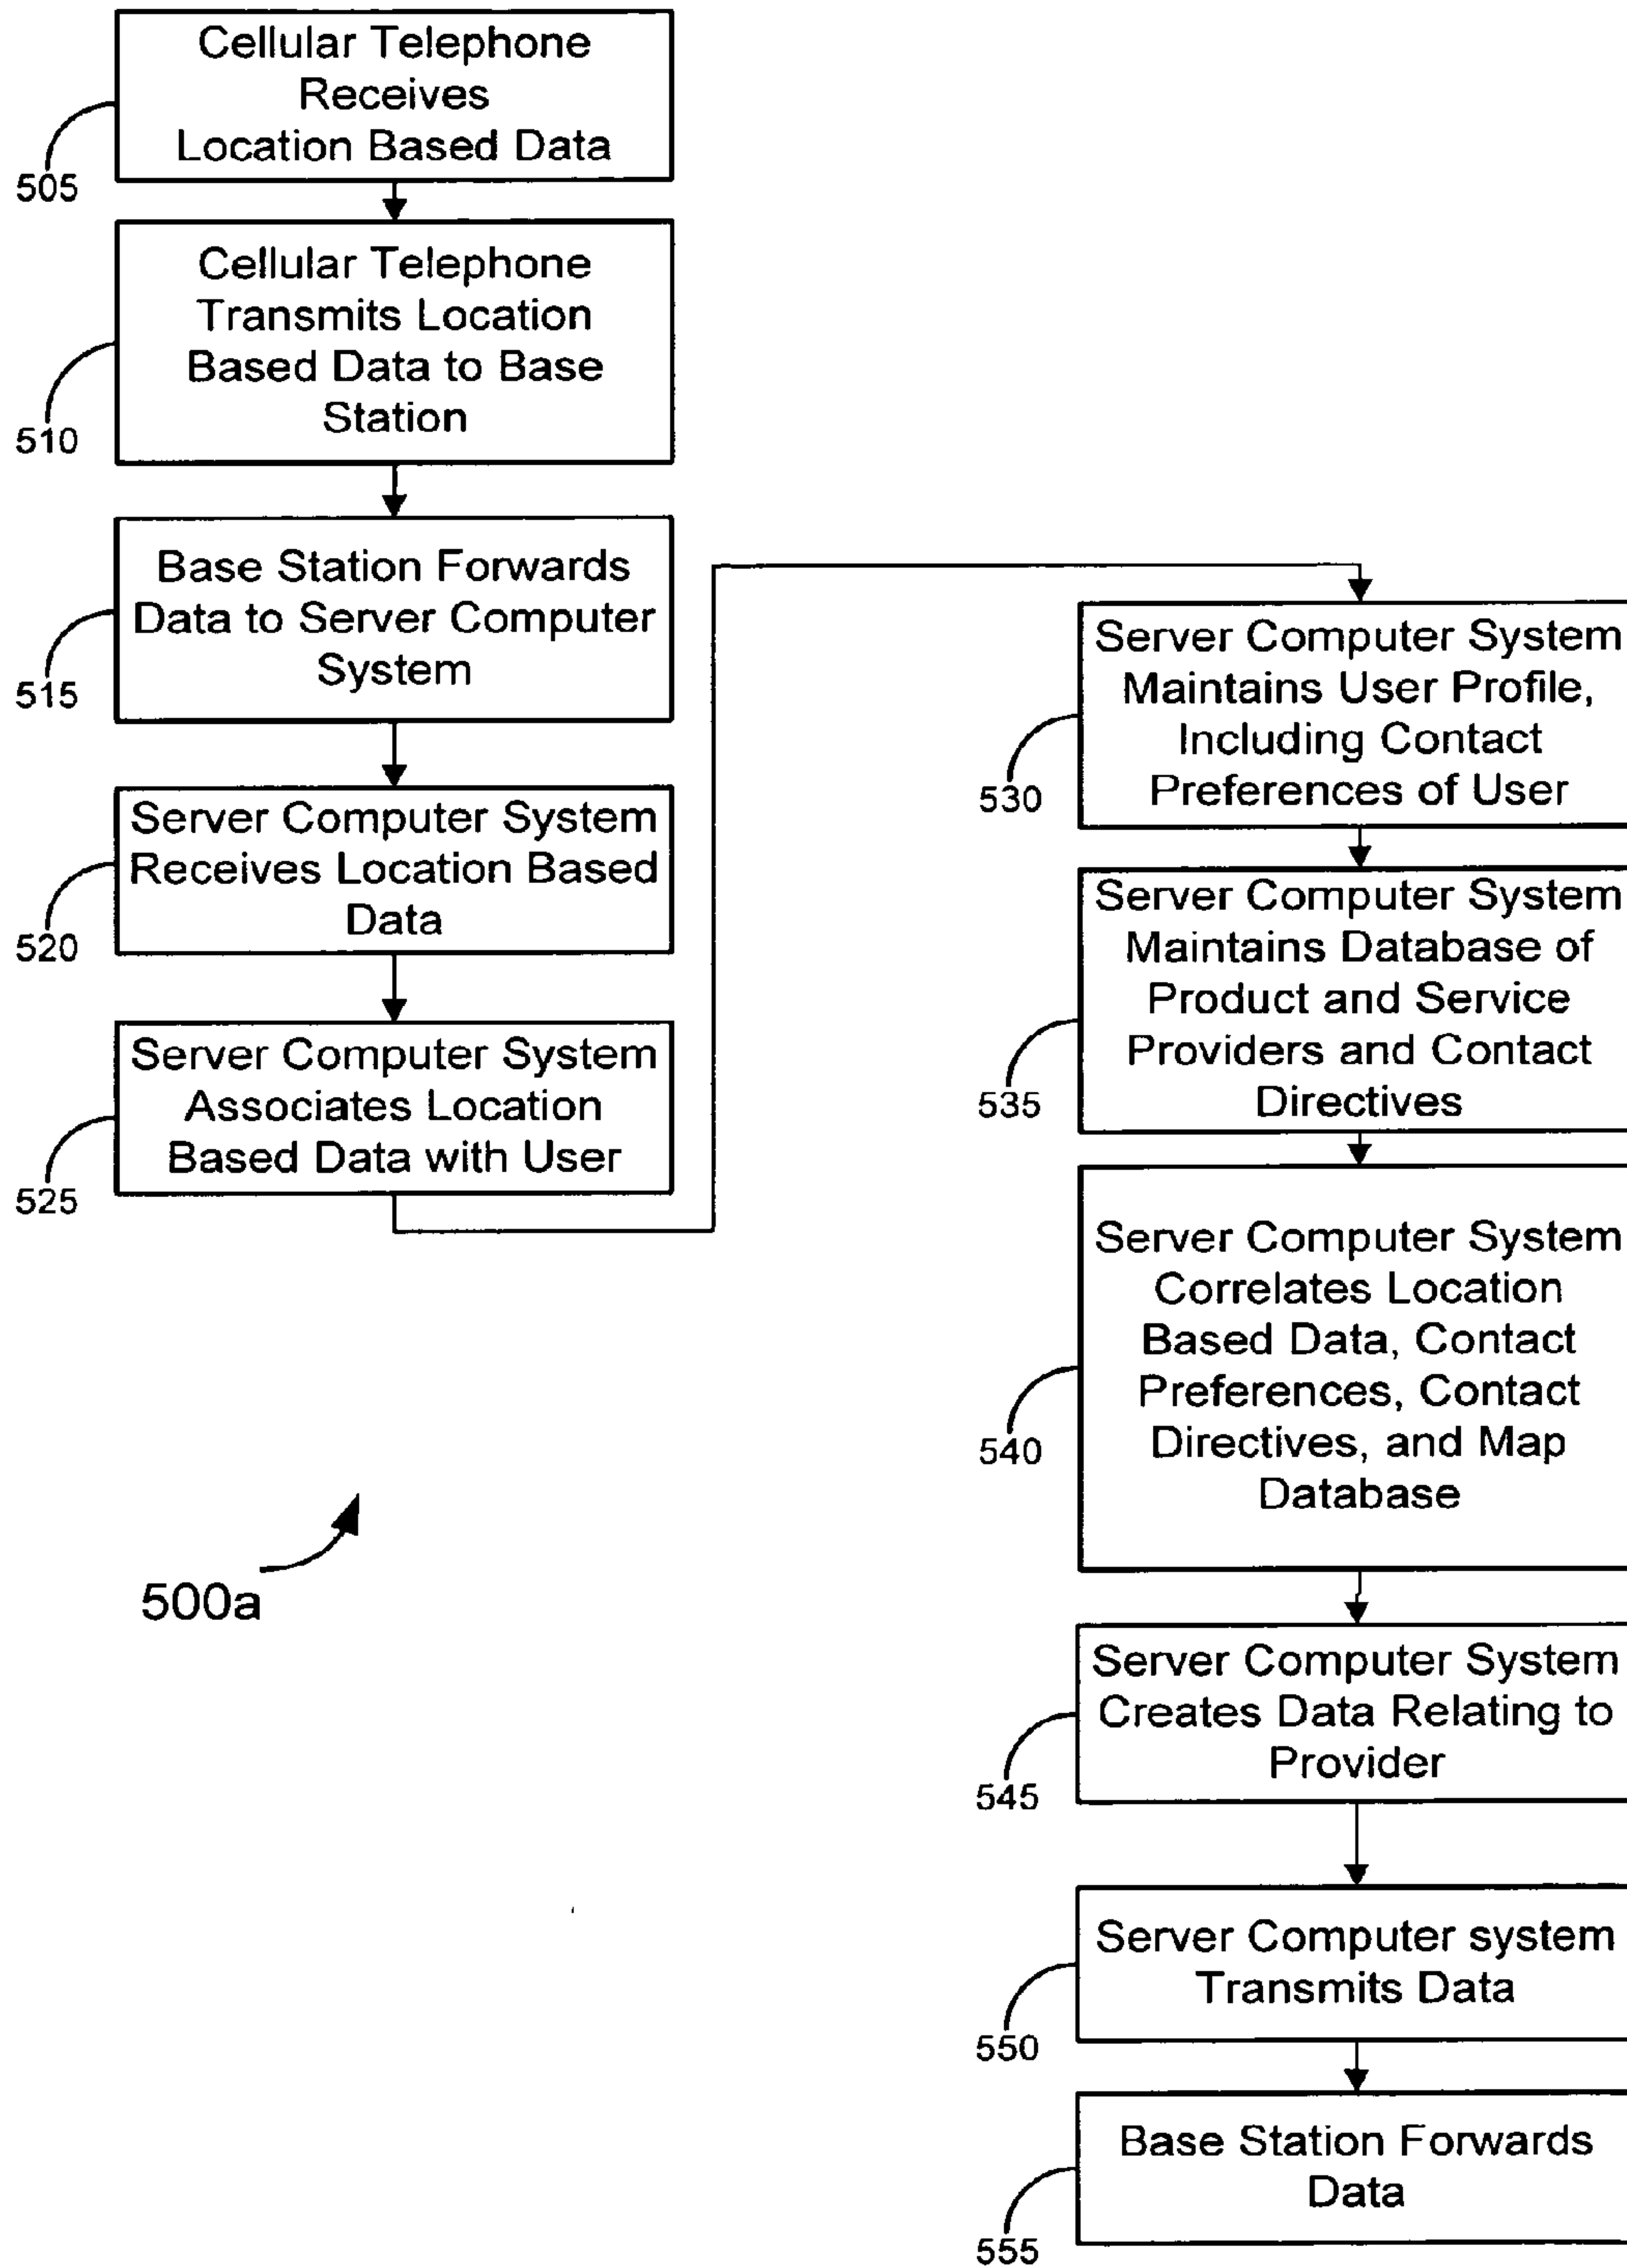 Cellular Telephone
Receives
Location Based Data
505
Cellular Telephone
Transmits Location
Based Data to Base
Station
510
Base Station Forwards
Data to Server Computer
System
515
Server Computer System
Receives Location Based
Data
520
Server Computer System
Associates Location
Based Data with User
525
500a
Server Computer System
Maintains User Profile,
Including Contact
Preferences of User
530
Server Computer System
Maintains Database of
Product and Service
Providers and Contact
Directives
535
Server Computer System
Correlates Location
Based Data, Contact
Preferences, Contact
Directives, and Map
Database
540
Server Computer System
Creates Data Relating to
Provider
545
Server Computer system
Transmits Data
550
Base Station Forwards
Data
555